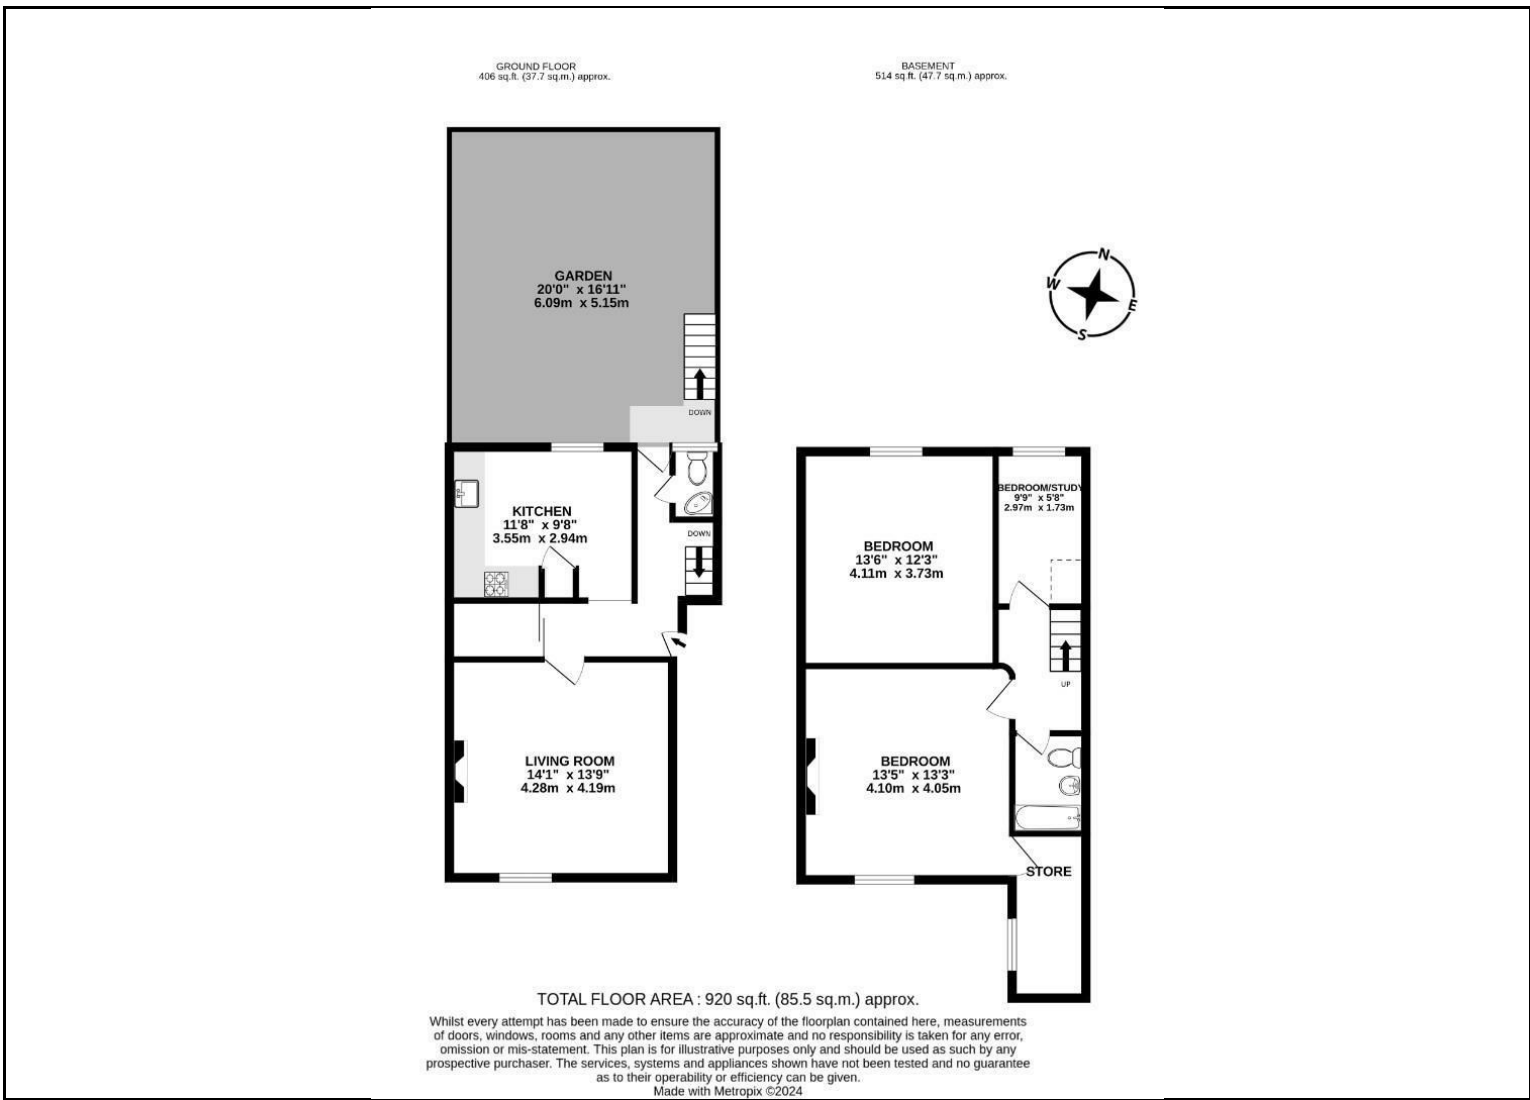 GROUND FLOOR
406 sq.ft. (37.7 sq.m.) approx.
BASEMENT
514 sq.ft. (47.7 sq.m.) approx.
GARDEN
20'0" x 16'11"
6.09m x 5.15m
N
W
E
S
DOWN
KITCHEN
11'8" x 9'8"
3.55m x 2.94m
DOWN
BEDROOM/STUDY
9'9" x 5'8"
2.97m x 1.73m
BEDROOM
13'6" x 12'3"
4.11m x 3.73m
UP
LIVING ROOM
14'1" x 13'9"
4.28m x 4.19m
BEDROOM
13'5" x 13'3"
4.10m x 4.05m
STORE
TOTAL FLOOR AREA : 920 sq.ft. (85.5 sq.m.) approx.
Whilst every attempt has been made to ensure the accuracy of the floorplan contained here, measurements
of doors, windows, rooms and any other items are approximate and no responsibility is taken for any error,
omission or mis-statement. This plan is for illustrative purposes only and should be used as such by any
prospective purchaser. The services, systems and appliances shown have not been tested and no guarantee
as to their operability or efficiency can be given.
Made with Metropix ©2024